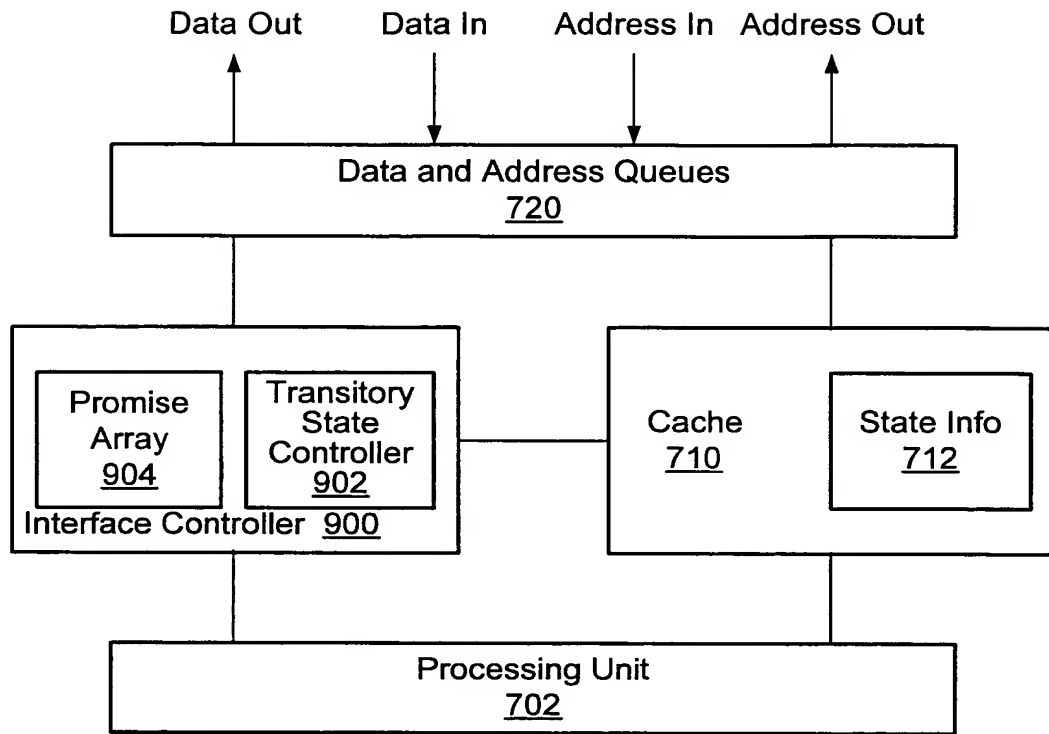 Data Out
Data In
Address In
Address Out
Data and Address Queues
720
Promise
Array
904
Transitory
State
Controller
902
Interface Controller 900
Cache
710
State Info
712
Processing Unit
702